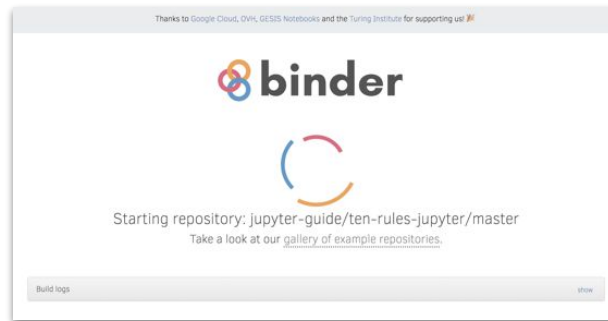 Thanks to Google Cloud, OVH, GESIS Notebooks and the Turing Institute for supporting us! 🎉
binder
Starting repository: jupyter-guide/ten-rules-jupyter/master
Take a look at our gallery of example repositories.
Build logs
show